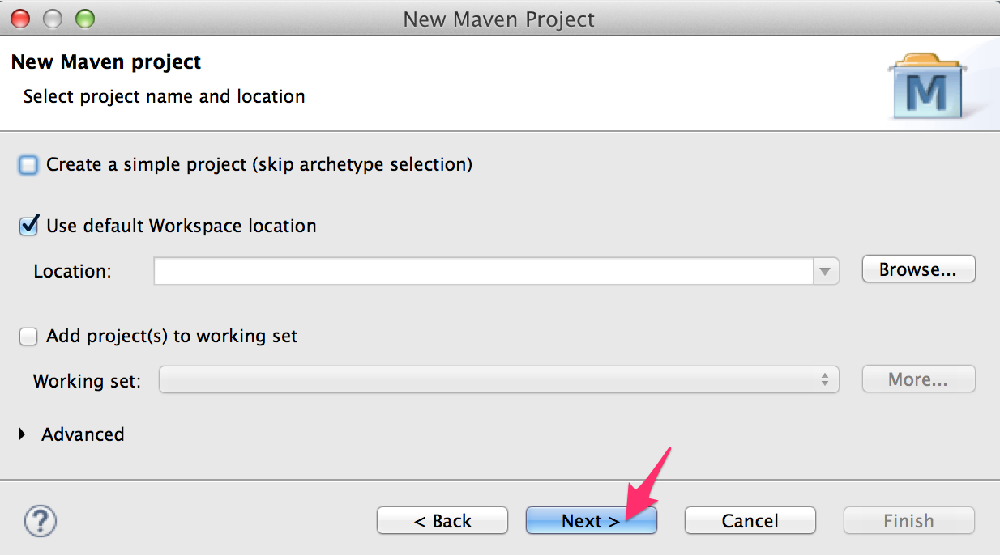 New Maven Project
New Maven project
Select project name and location
M
Create a simple project (skip archetype selection)
Use default Workspace location
Location:
Browse...
Add project(s) to working set
Working set:
More...
Advanced
?
< Back
Next >
Cancel
Finish